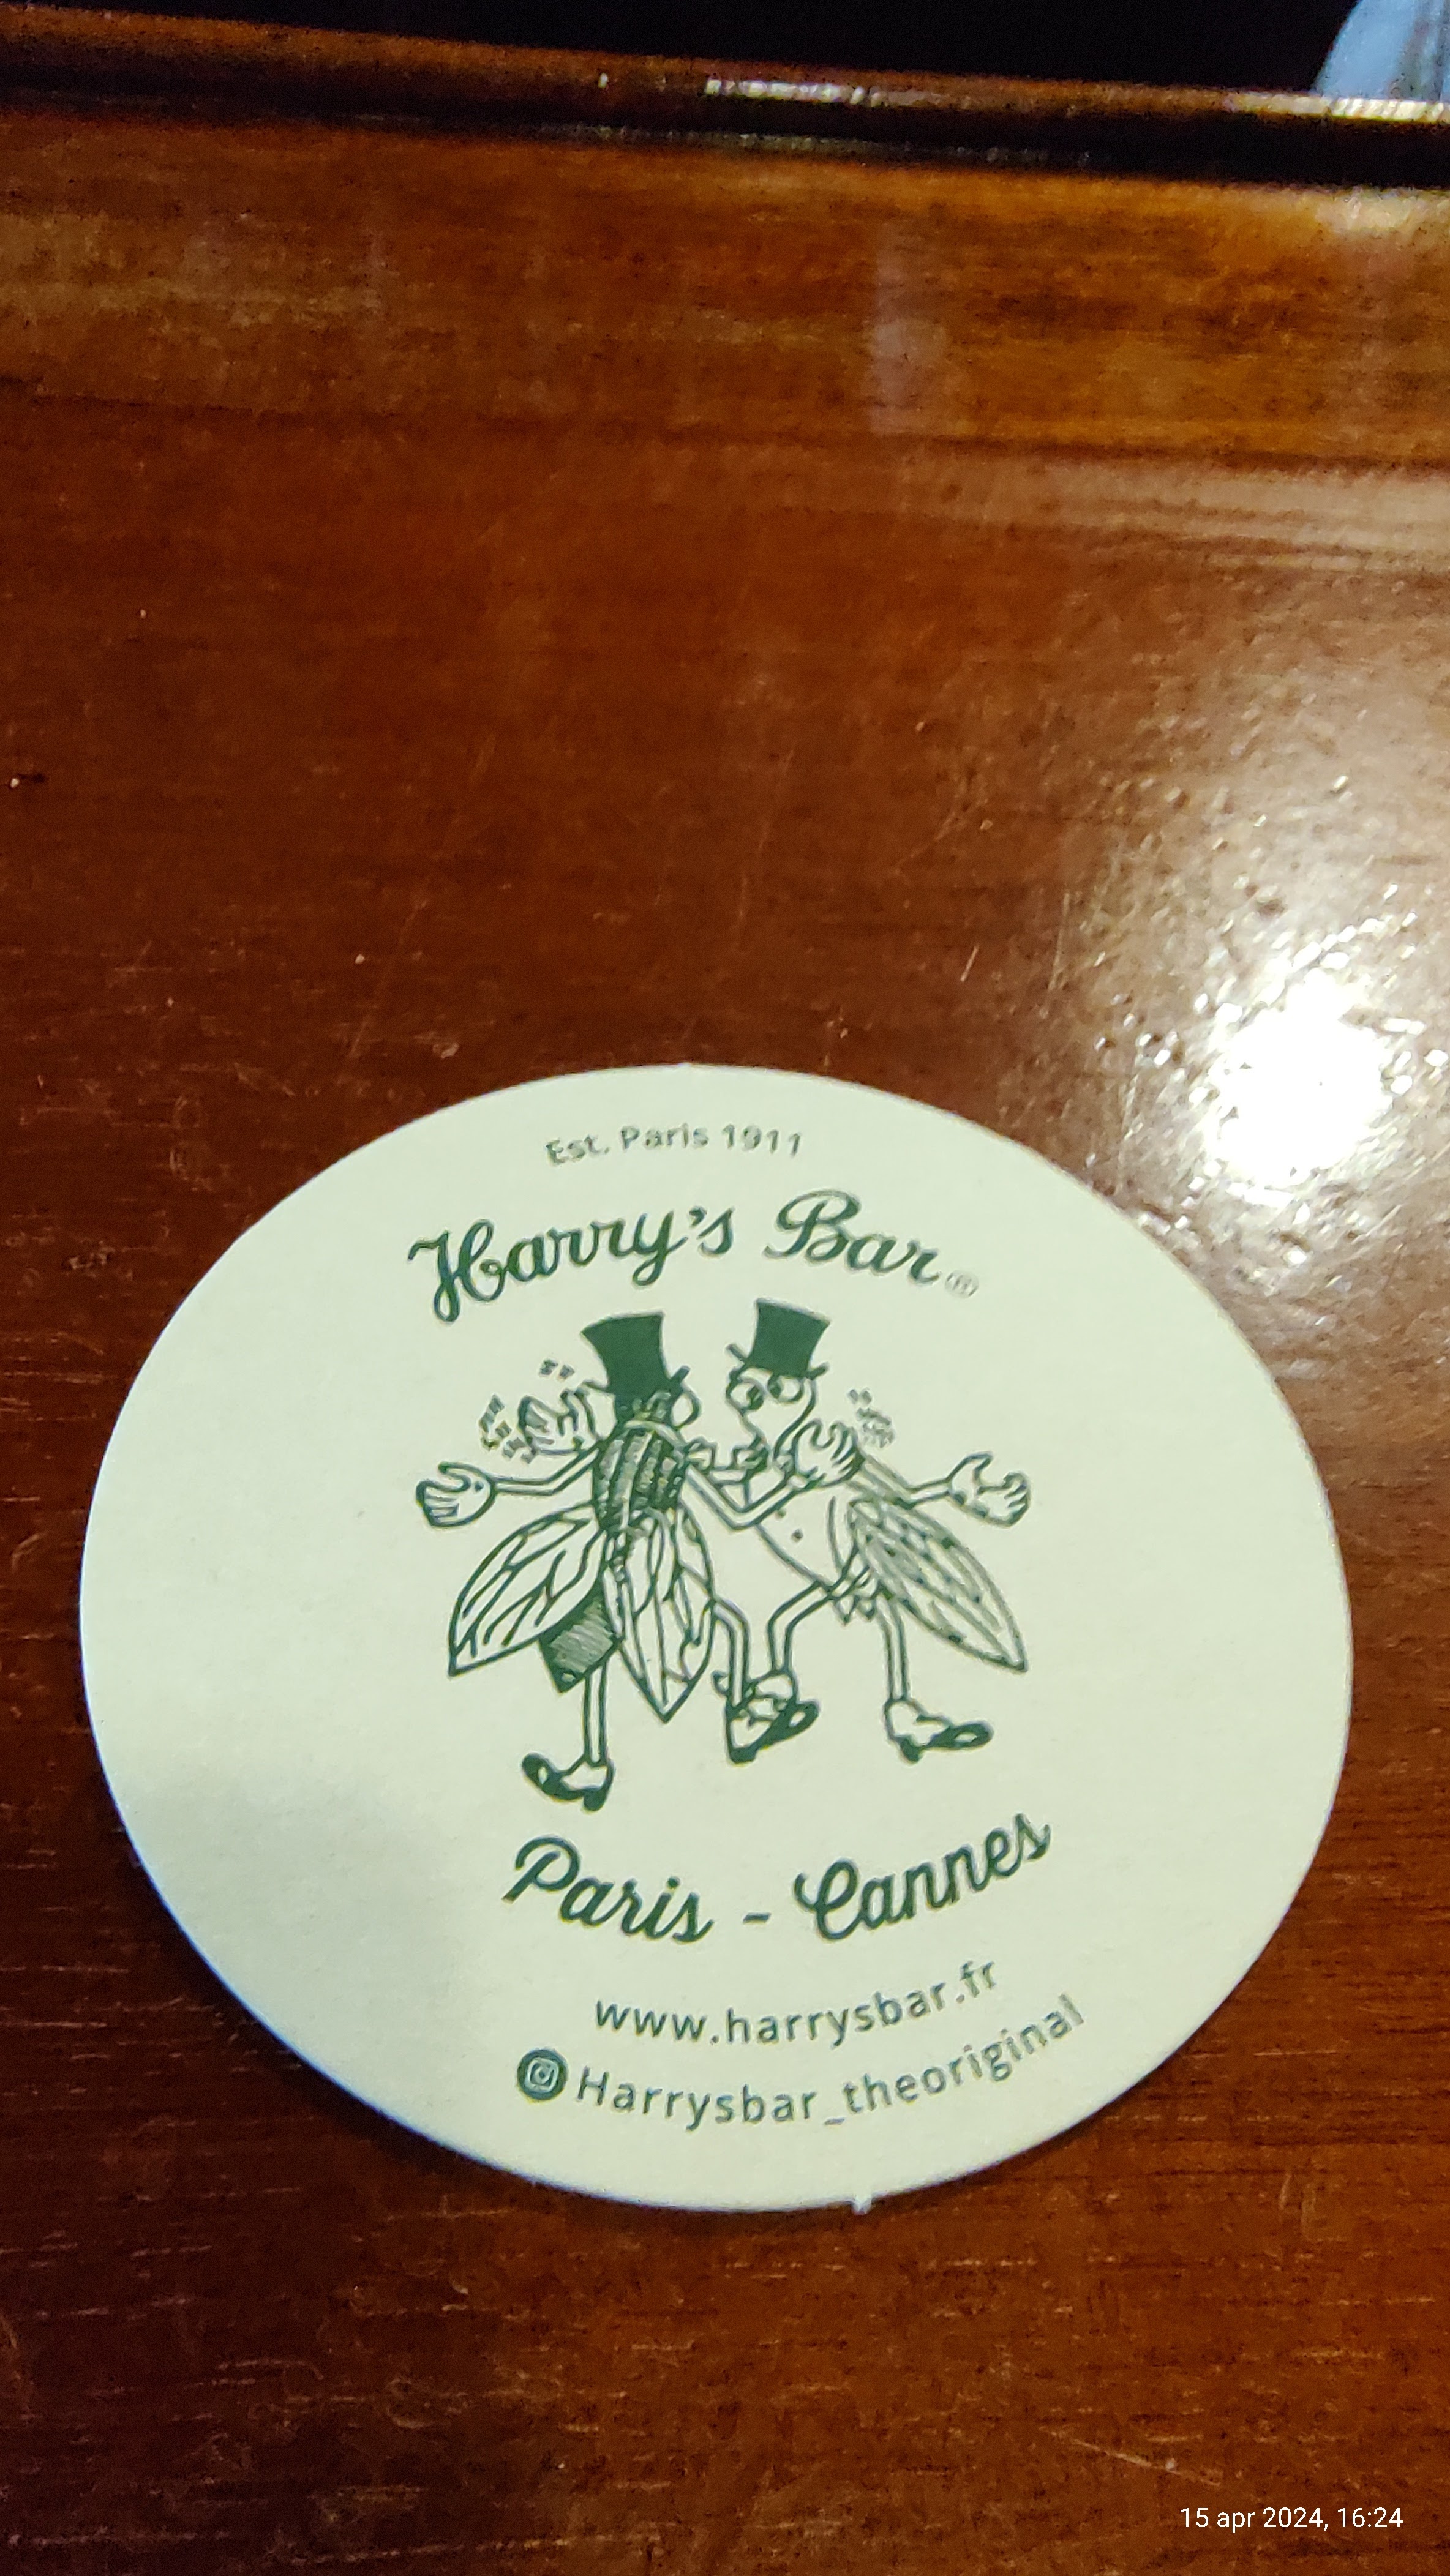 Est. Paris 1911
Harry's Bar®
Paris - Cannes
www.harrysbar.fr
Harrysbar_theoriginal
15 apr 2024, 16:24